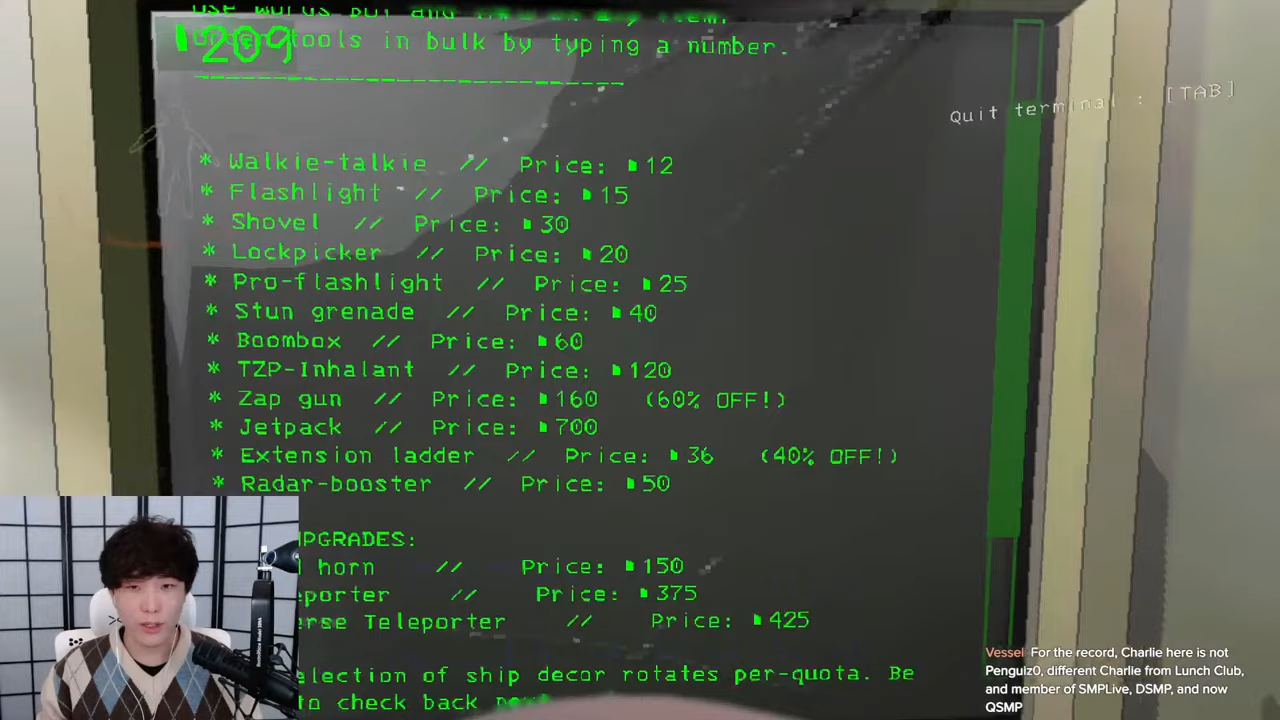 209
tools in bulk by typing a number.
Quit terminal : [TAB]
* Walkie-talkie // Price: ▮12
* Flashlight // Price: ▮15
* Shovel // Price: ▮30
* Lockpicker // Price: ▮20
* Pro-flashlight // Price: ▮25
* Stun grenade // Price: ▮40
* Boombox // Price: ▮60
* TZP-Inhalant // Price: ▮120
* Zap gun // Price: ▮160 (60% OFF!)
* Jetpack // Price: ▮700
* Extension ladder // Price: ▮36 (40% OFF!)
* Radar-booster // Price: ▮50
PGRADES:
horn // Price: ▮150
porter // Price: ▮375
rse Teleporter // Price: ▮425
election of ship decor rotates per-quota. Be
to check back
Vessel For the record, Charlie here is not
Penguiz0, different Charlie from Lunch Club,
and member of SMPLive, DSMP, and now
QSMP